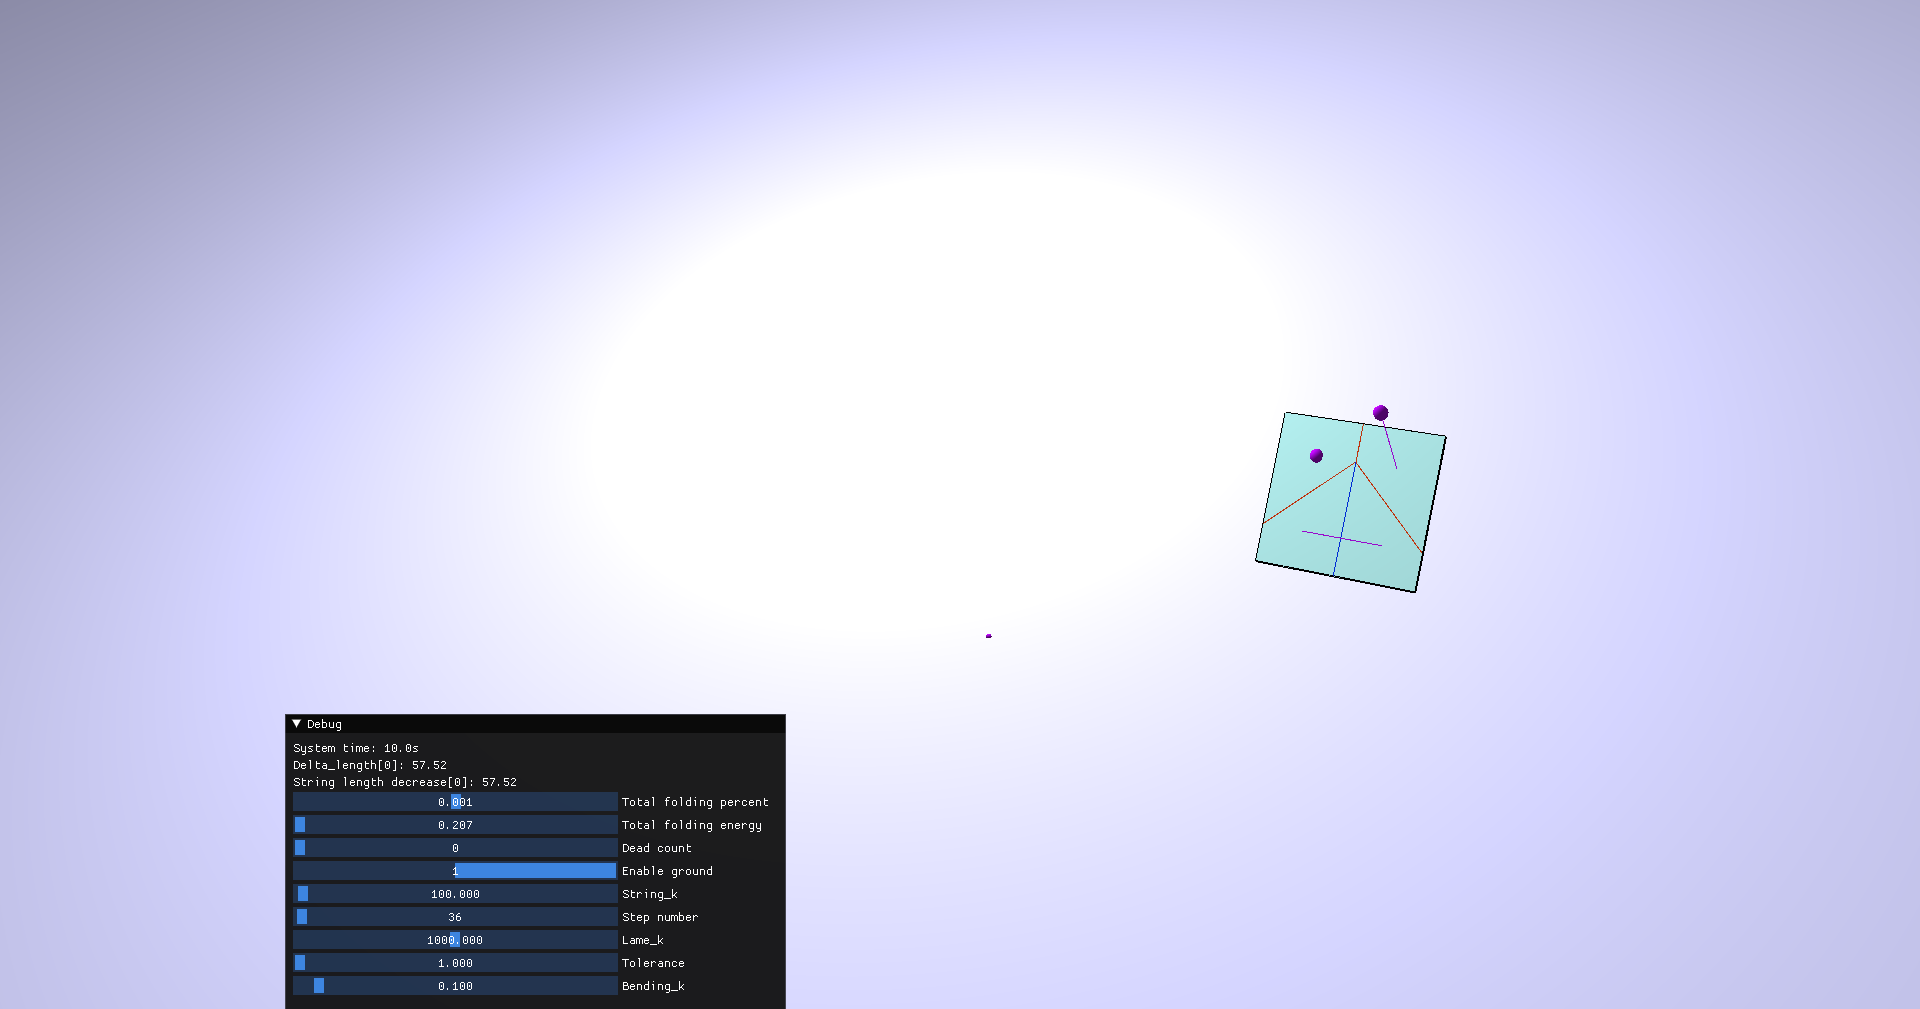 Debug
System time: 10.0s
Delta_length[0]: 57.52
String length decrease[0]: 57.52
0.001 Total folding percent
0.207 Total folding energy
0 Dead count
1 Enable ground
100.000 String_k
36 Step number
1000.000 Lame_k
1.000 Tolerance
0.100 Bending_k